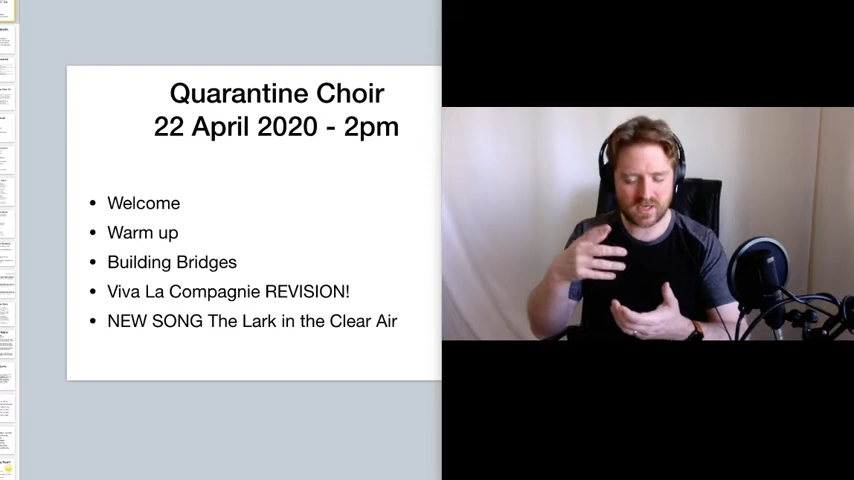 Quarantine Choir
22 April 2020 - 2pm
• Welcome
• Warm up
• Building Bridges
• Viva La Compagnie REVISION!
• NEW SONG The Lark in the Clear Air